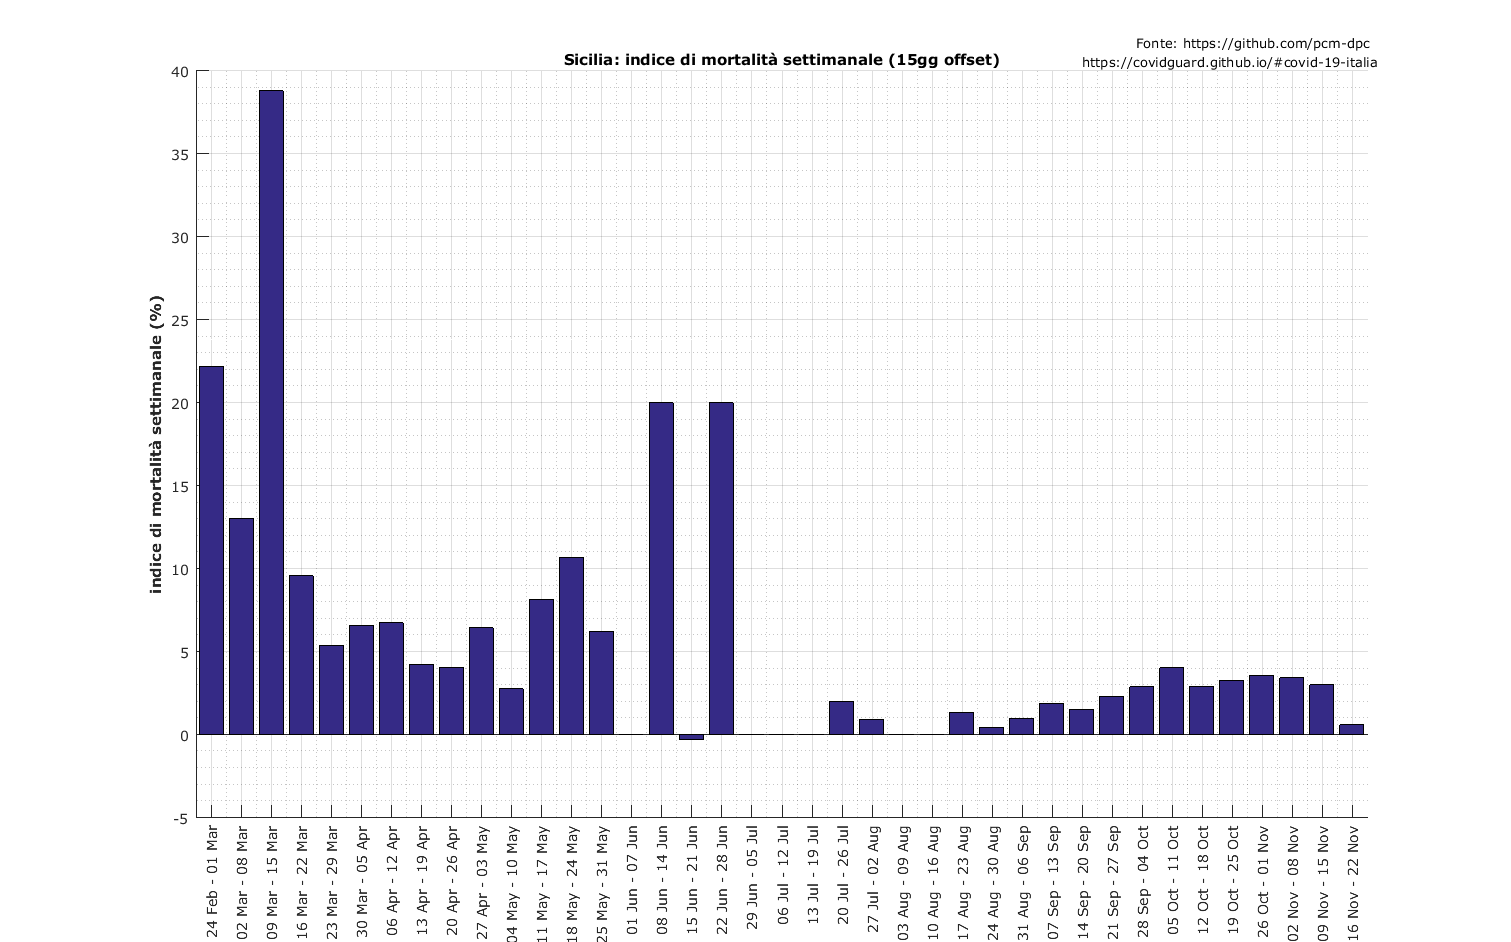 Fonte: https://github.com/pcm-dpc
https://covidguard.github.io/#covid-19-italia
Sicilia: indice di mortalità settimanale (15gg offset)
indice di mortalità settimanale (%)
40
35
30
25
20
15
10
5
0
-5
24 Feb - 01 Mar
02 Mar - 08 Mar
09 Mar - 15 Mar
16 Mar - 22 Mar
23 Mar - 29 Mar
30 Mar - 05 Apr
06 Apr - 12 Apr
13 Apr - 19 Apr
20 Apr - 26 Apr
27 Apr - 03 May
04 May - 10 May
11 May - 17 May
18 May - 24 May
25 May - 31 May
01 Jun - 07 Jun
08 Jun - 14 Jun
15 Jun - 21 Jun
22 Jun - 28 Jun
29 Jun - 05 Jul
06 Jul - 12 Jul
13 Jul - 19 Jul
20 Jul - 26 Jul
27 Jul - 02 Aug
03 Aug - 09 Aug
10 Aug - 16 Aug
17 Aug - 23 Aug
24 Aug - 30 Aug
31 Aug - 06 Sep
07 Sep - 13 Sep
14 Sep - 20 Sep
21 Sep - 27 Sep
28 Sep - 04 Oct
05 Oct - 11 Oct
12 Oct - 18 Oct
19 Oct - 25 Oct
26 Oct - 01 Nov
02 Nov - 08 Nov
09 Nov - 15 Nov
16 Nov - 22 Nov